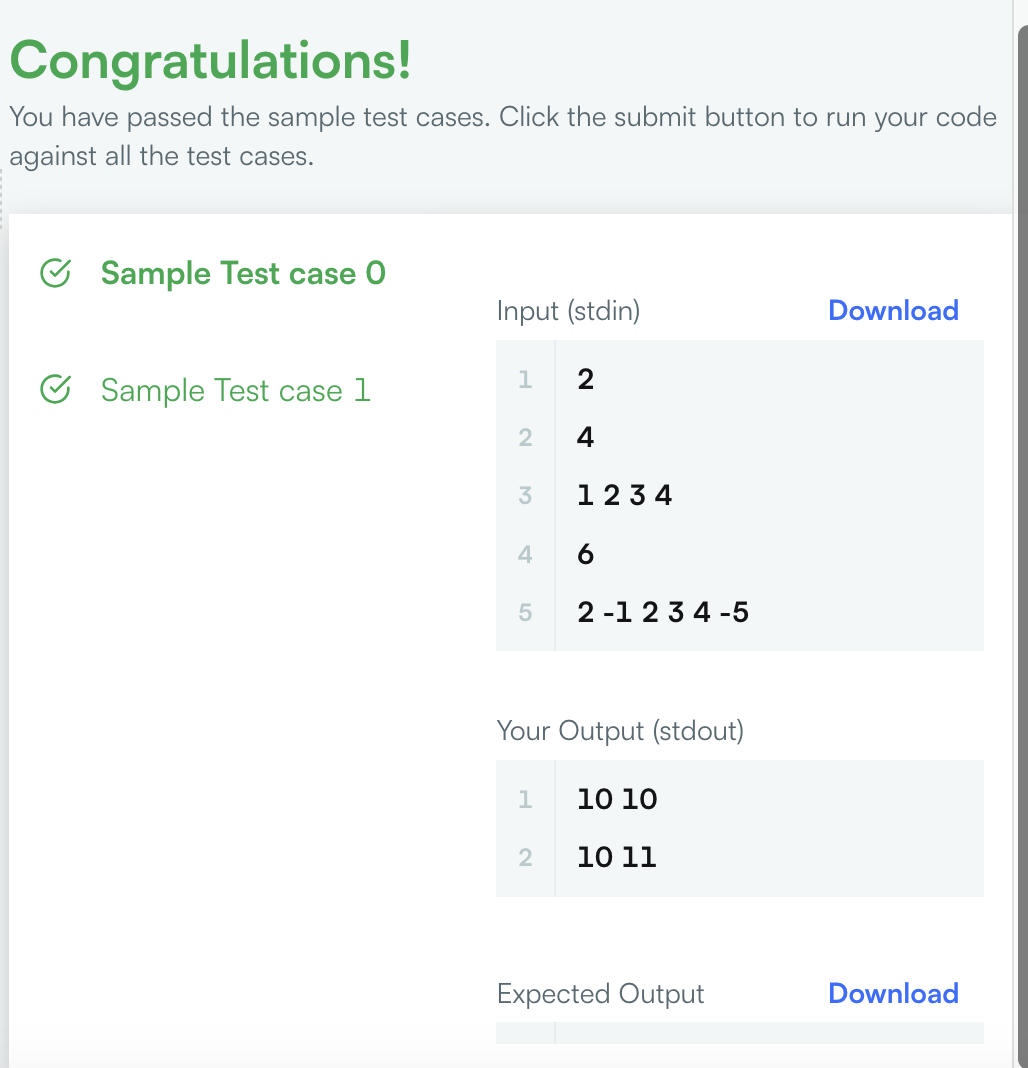 Congratulations!
You have passed the sample test cases. Click the submit button to run your code
against all the test cases.
Sample Test case 0
Sample Test case 1
Input (stdin)
Download
1 2
2 4
3 1 2 3 4
4 6
5 2 -1 2 3 4 -5
Your Output (stdout)
1 10 10
2 10 11
Expected Output
Download